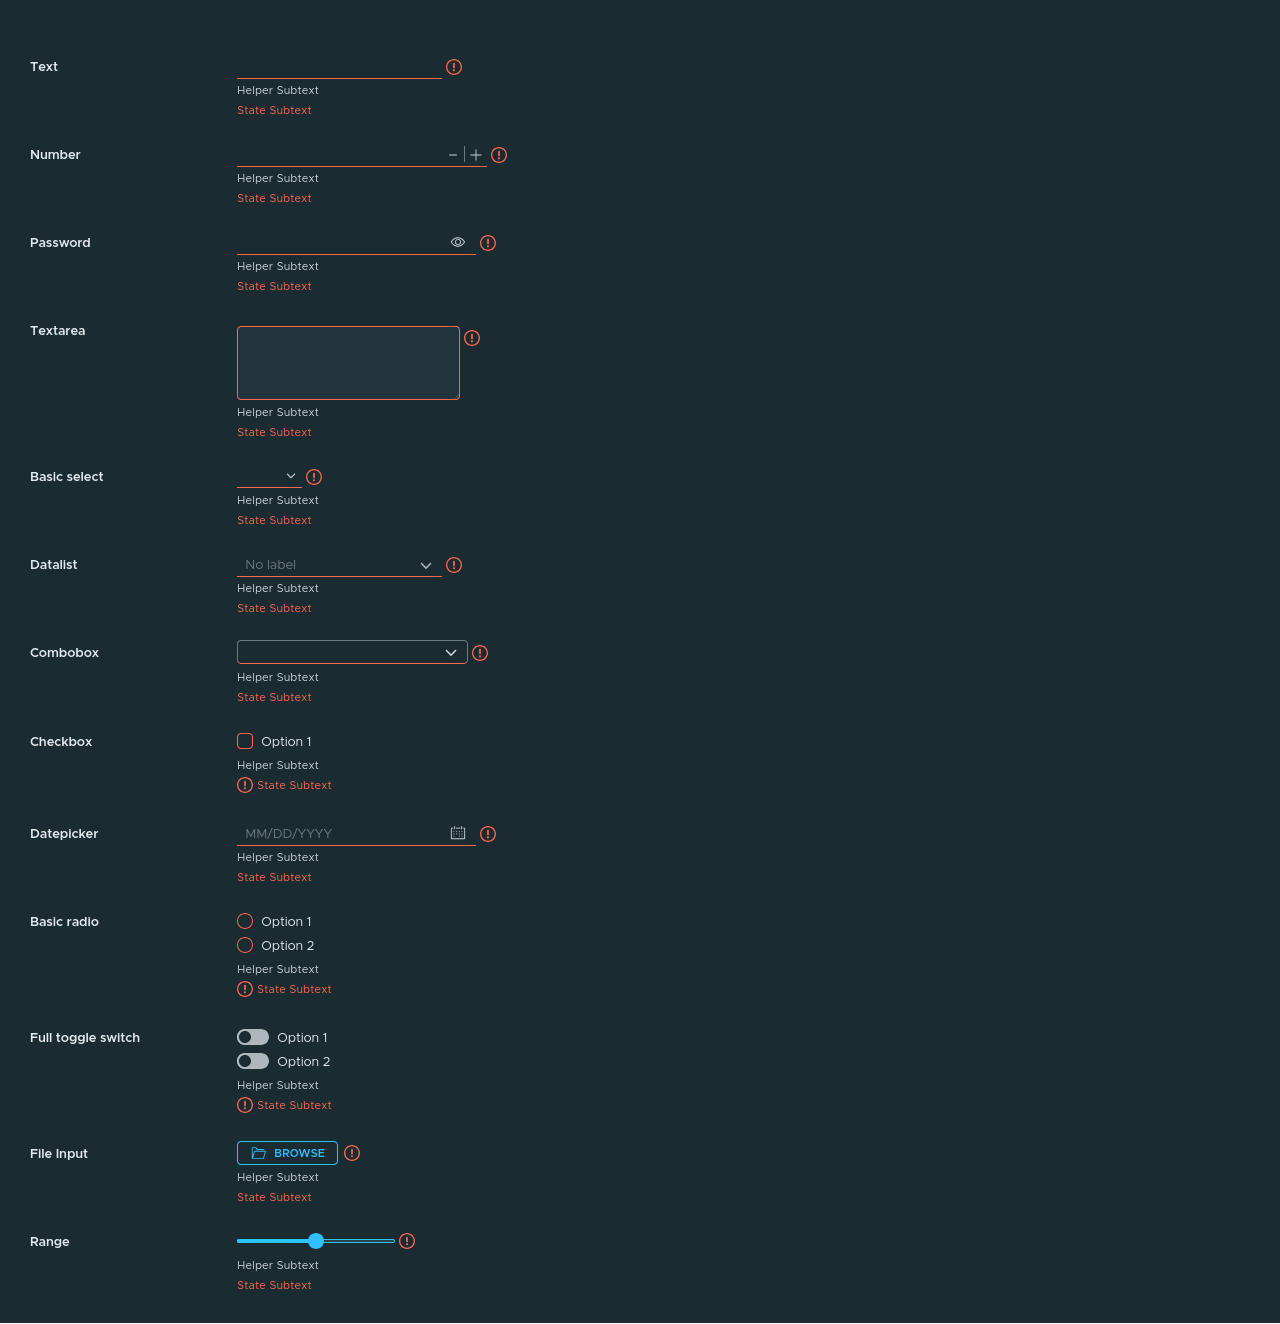 Text
Helper Subtext
State Subtext
Number
Helper Subtext
State Subtext
Password
Helper Subtext
State Subtext
Textarea
Helper Subtext
State Subtext
Basic select
Helper Subtext
State Subtext
Datalist No label
Helper Subtext
State Subtext
Combobox
Helper Subtext
State Subtext
Checkbox Option 1
Helper Subtext
State Subtext
Datepicker MM/DD/YYYY
Helper Subtext
State Subtext
Basic radio Option 1
Option 2
Helper Subtext
State Subtext
Full toggle switch Option 1
Option 2
Helper Subtext
State Subtext
File Input BROWSE
Helper Subtext
State Subtext
Range
Helper Subtext
State Subtext